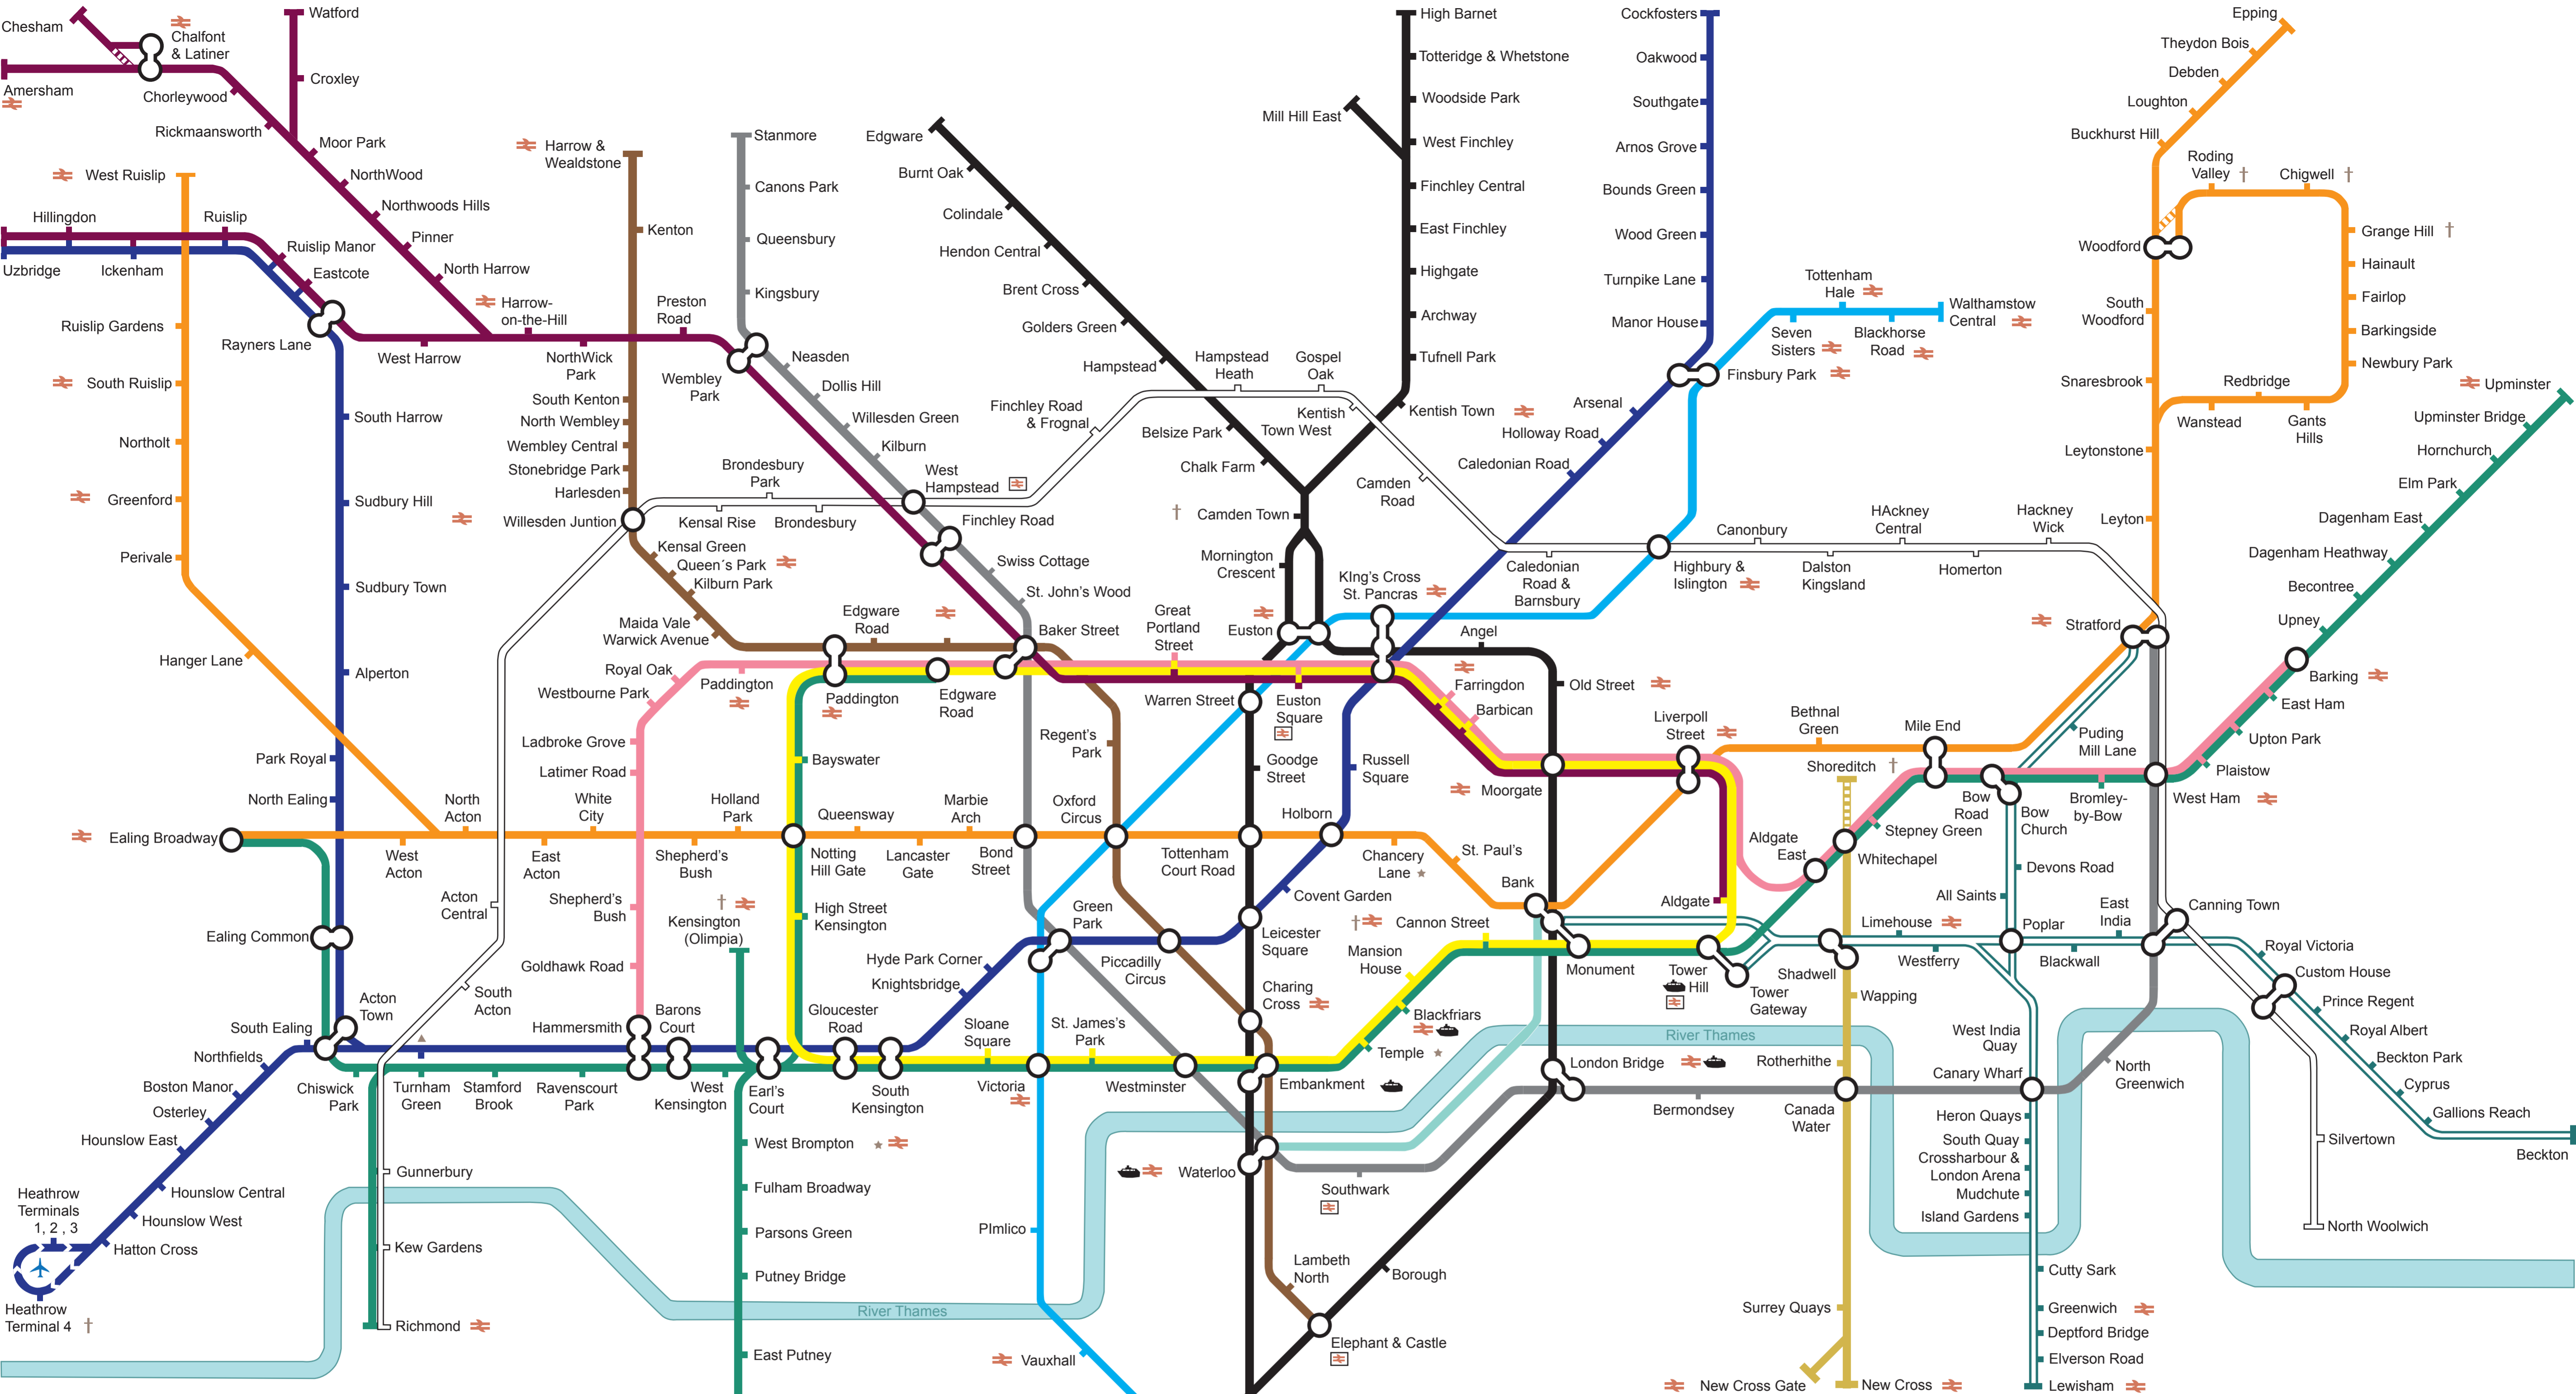 Chesham
Chalfont
& Latiner
Watford
Amersham
Chorleywood
Croxley
Rickmaansworth
Moor Park
NorthWood
Northwoods Hills
Pinner
North Harrow
Harrow-
on-the-Hill
West Ruislip
Hillingdon
Ruislip
Ruislip Manor
Eastcote
Uzbridge
Ickenham
Ruislip Gardens
Rayners Lane
West Harrow
NorthWick
Park
Preston
Road
Wembley
Park
South Ruislip
Northolt
Greenford
Perivale
Hanger Lane
South Harrow
Sudbury Hill
Sudbury Town
Alperton
Park Royal
North Ealing
Ealing Broadway
Ealing Common
Harrow &
Wealdstone
Kenton
South Kenton
North Wembley
Wembley Central
Stonebridge Park
Harlesden
Willesden Juntion
Kensal Green
Queen´s Park
Kilburn Park
Maida Vale
Warwick Avenue
Stanmore
Canons Park
Queensbury
Kingsbury
Neasden
Dollis Hill
Willesden Green
Kilburn
West
Hampstead
Finchley Road
Swiss Cottage
St. John's Wood
Brondesbury
Park
Kensal Rise
Brondesbury
Finchley Road
& Frognal
Hampstead
Heath
Gospel
Oak
Kentish
Town West
Camden
Road
Edgware
Burnt Oak
Colindale
Hendon Central
Brent Cross
Golders Green
Hampstead
Belsize Park
Chalk Farm
Camden Town
Mornington
Crescent
Euston
Mill Hill East
High Barnet
Totteridge & Whetstone
Woodside Park
West Finchley
Finchley Central
East Finchley
Highgate
Archway
Tufnell Park
Kentish Town
Cockfosters
Oakwood
Southgate
Arnos Grove
Bounds Green
Wood Green
Turnpike Lane
Manor House
Finsbury Park
Arsenal
Holloway Road
Caledonian Road
Tottenham
Hale
Seven
Sisters
Blackhorse
Road
Walthamstow
Central
Caledonian
Road &
Barnsbury
Highbury &
Islington
Canonbury
Dalston
Kingsland
HAckney
Central
Homerton
Hackney
Wick
Epping
Theydon Bois
Debden
Loughton
Buckhurst Hill
Roding
Valley
Chigwell
Woodford
Grange Hill
Hainault
Fairlop
Barkingside
Newbury Park
South
Woodford
Snaresbrook
Redbridge
Wanstead
Gants
Hills
Leytonstone
Leyton
Stratford
Upminster
Upminster Bridge
Hornchurch
Elm Park
Dagenham East
Dagenham Heathway
Becontree
Upney
Barking
East Ham
Upton Park
Plaistow
West Ham
Edgware
Road
Baker Street
Great
Portland
Street
KIng's Cross
St. Pancras
Angel
Royal Oak
Westbourne Park
Paddington
Paddington
Edgware
Road
Warren Street
Euston
Square
Farringdon
Barbican
Old Street
Liverpoll
Street
Moorgate
Bethnal
Green
Mile End
Shoreditch
Puding
Mill Lane
Bow
Road
Bow
Church
Bromley-
by-Bow
Stepney Green
Whitechapel
Aldgate
East
Aldgate
Devons Road
All Saints
Ladbroke Grove
Latimer Road
Bayswater
Regent's
Park
Goodge
Street
Russell
Square
North
Acton
White
City
Holland
Park
Queensway
Marbie
Arch
Oxford
Circus
Holborn
West
Acton
East
Acton
Shepherd's
Bush
Notting
Hill Gate
Lancaster
Gate
Bond
Street
Tottenham
Court Road
Chancery
Lane
St. Paul's
Bank
Acton
Central
Shepherd's
Bush
Kensington
(Olimpia)
High Street
Kensington
Goldhawk Road
Hyde Park Corner
Knightsbridge
Green
Park
Piccadilly
Circus
Covent Garden
Leicester
Square
Charing
Cross
Cannon Street
Mansion
House
Monument
Tower
Hill
Tower
Gateway
Shadwell
Limehouse
Westferry
Poplar
East
India
Blackwall
Canning Town
Royal Victoria
Custom House
Prince Regent
Royal Albert
Beckton Park
Cyprus
Gallions Reach
Beckton
Silvertown
North Woolwich
South
Acton
Acton
Town
South Ealing
Northfields
Boston Manor
Osterley
Hounslow East
Hounslow Central
Hounslow West
Hatton Cross
Heathrow
Terminals
1, 2 , 3
Heathrow
Terminal 4
Chiswick
Park
Turnham
Green
Stamford
Brook
Ravenscourt
Park
Hammersmith
Barons
Court
West
Kensington
Earl's
Court
Gloucester
Road
South
Kensington
Sloane
Square
Victoria
St. James's
Park
Westminster
Embankment
Temple
Blackfriars
River Thames
London Bridge
Wapping
Rotherhithe
Bermondsey
Canada
Water
West India
Quay
Canary Wharf
North
Greenwich
Heron Quays
South Quay
Crossharbour &
London Arena
Mudchute
Island Gardens
Cutty Sark
Greenwich
Deptford Bridge
Elverson Road
Lewisham
Gunnerbury
Kew Gardens
Richmond
West Brompton
Fulham Broadway
Parsons Green
Putney Bridge
East Putney
River Thames
PImlico
Vauxhall
Waterloo
Southwark
Lambeth
North
Borough
Elephant & Castle
Surrey Quays
New Cross Gate
New Cross